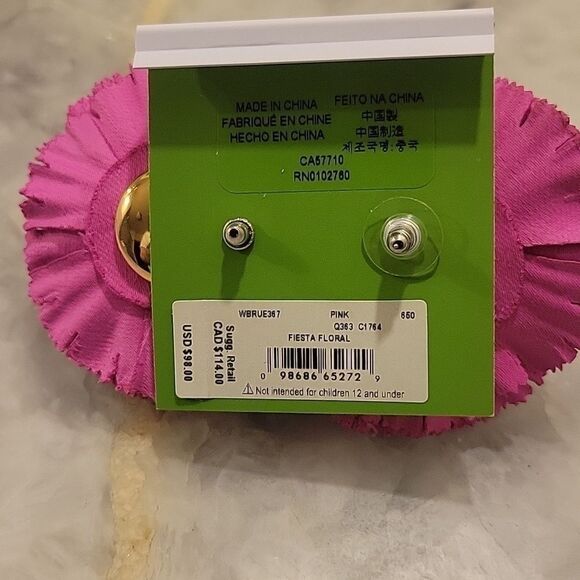 MADE IN CHINA FEITO NA CHINA
FABRIQUÉ EN CHINE 中国製
HECHO EN CHINA 中国制造
제조국명:중국
CA57710
RN0102760
WBRUE367 PINK 650
Q363 C1764
FIESTA FLORAL
0 98686 65272 9
⚠ Not intended for children 12 and under
Sugg. Retail
CAD $114.00
USD $98.00